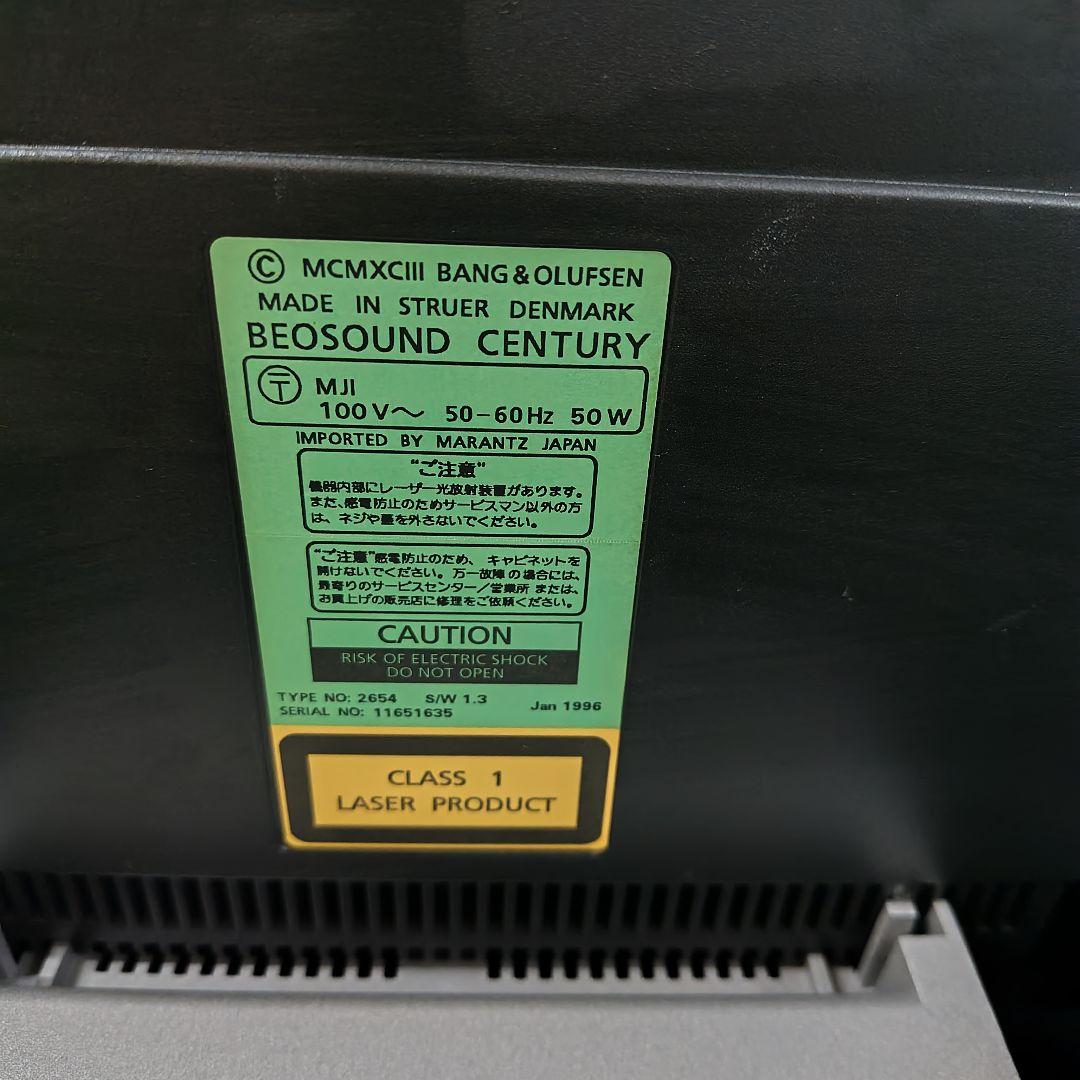 © MCMXCIII BANG & OLUFSEN
MADE IN STRUER DENMARK
BEOSOUND CENTURY
〒 MJI
100 V～ 50-60 Hz 50 W
IMPORTED BY MARANTZ JAPAN
"ご注意"
機器内部にレーザー光放射装置があります。
また、感電防止のためサービスマン以外の方
は、ネジや蓋を外さないでください。
"ご注意"感電防止のため、キャビネットを
開けないでください。万一故障の場合には、
最寄りのサービスセンター/営業所 または、
お買上げの販売店に修理をご依頼ください。
CAUTION
RISK OF ELECTRIC SHOCK
DO NOT OPEN
TYPE NO: 2654 S/W 1.3 Jan 1996
SERIAL NO: 11651635
CLASS 1
LASER PRODUCT